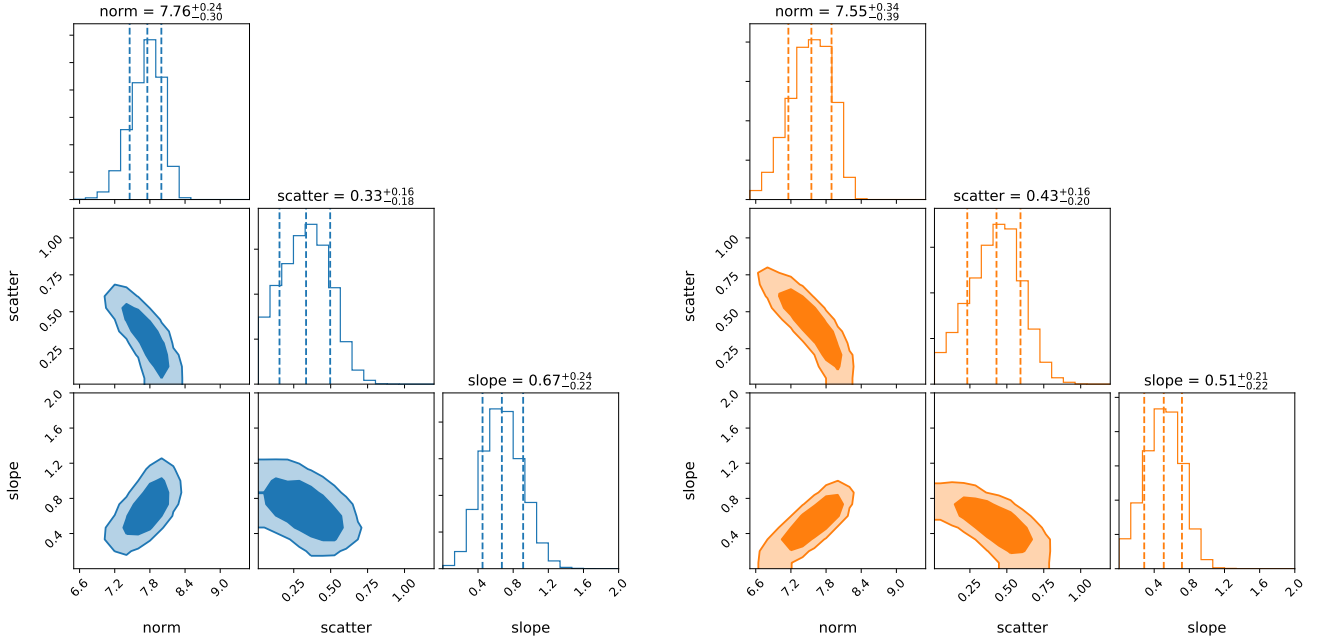 norm = 7.76+0.24−0.30
norm = 7.55+0.34−0.39
scatter = 0.33+0.16−0.18
scatter = 0.43+0.16−0.20
slope = 0.67+0.24−0.22
slope = 0.51+0.21−0.22
scatter
1.00
0.75
0.50
0.25
scatter
1.00
0.75
0.50
0.25
slope
2.0
1.6
1.2
0.8
0.4
slope
2.0
1.6
1.2
0.8
0.4
6.6 7.2 7.8 8.4 9.0
0.25 0.50 0.75 1.00
0.4 0.8 1.2 1.6 2.0
6.6 7.2 7.8 8.4 9.0
0.25 0.50 0.75 1.00
0.4 0.8 1.2 1.6 2.0
norm scatter slope
norm scatter slope